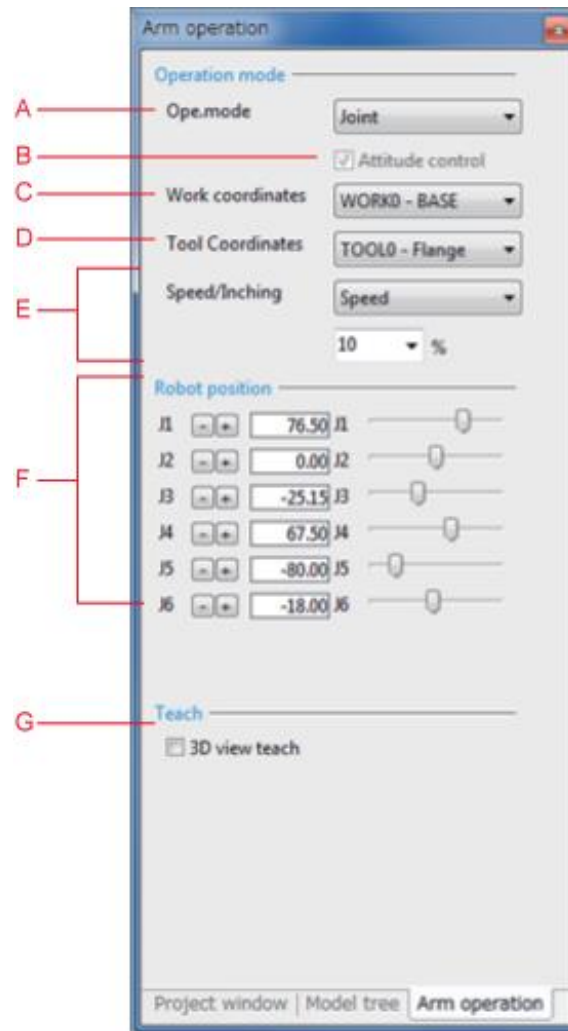 Arm operation
Operation mode
A Ope.mode Joint
B Attitude control
C Work coordinates WORK0 - BASE
D Tool Coordinates TOOL0 - Flange
E Speed/Inching Speed
10 %
Robot position
J1 - + 76.50 J1
J2 - + 0.00 J2
F J3 - + -25.15 J3
J4 - + 67.50 J4
J5 - + -80.00 J5
J6 - + -18.00 J6
G Teach
3D view teach
Project window | Model tree | Arm operation